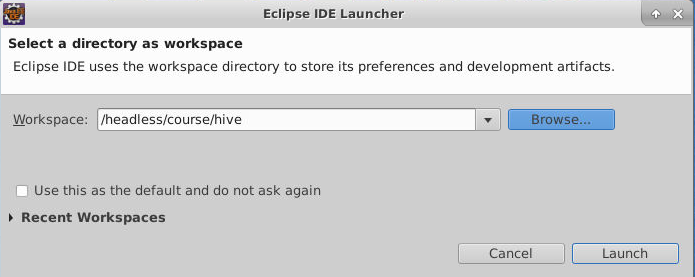 Eclipse IDE Launcher
Select a directory as workspace
Eclipse IDE uses the workspace directory to store its preferences and development artifacts.
Workspace: /headless/course/hive Browse...
Use this as the default and do not ask again
Recent Workspaces
Cancel Launch